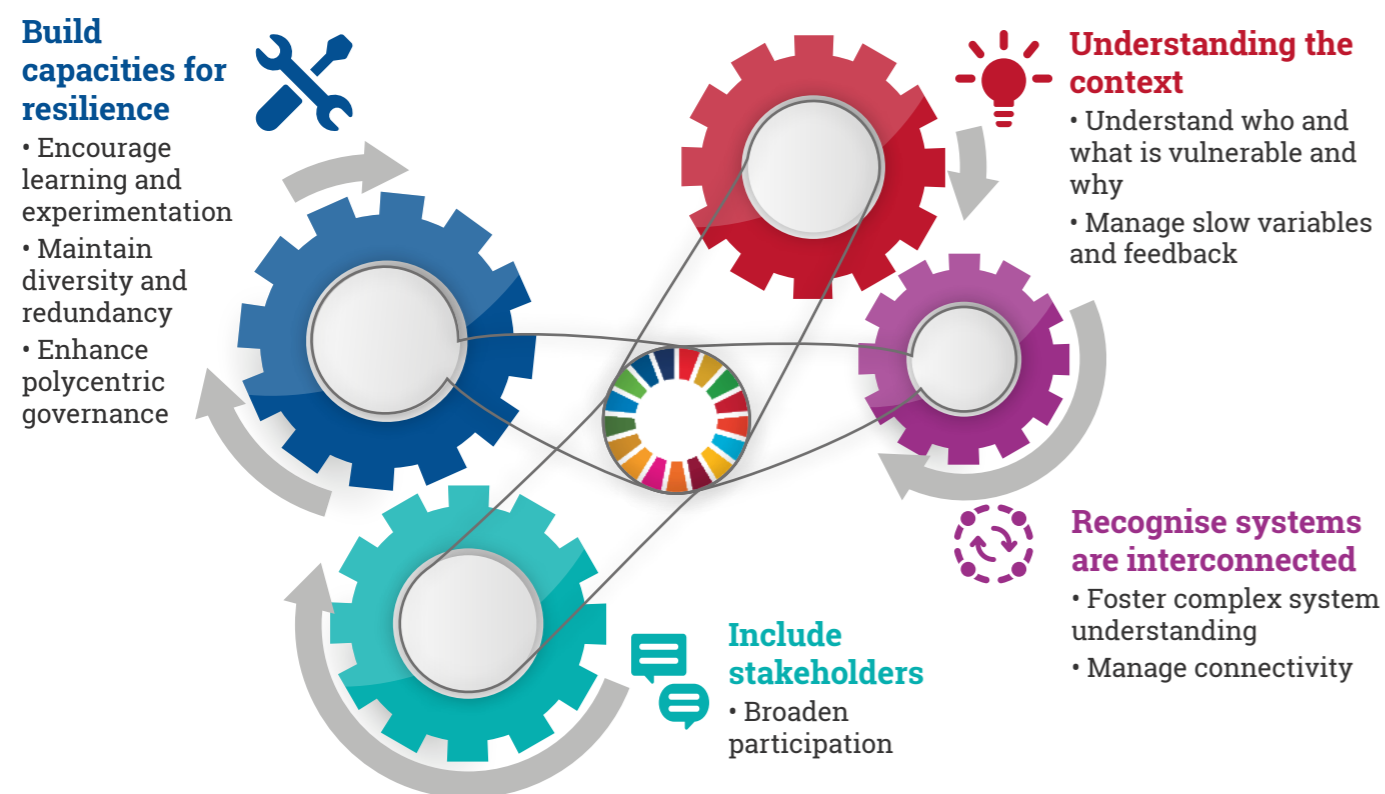 Build
capacities for
resilience
• Encourage
learning and
experimentation
• Maintain
diversity and
redundancy
• Enhance
polycentric
governance
Understanding the
context
• Understand who and
what is vulnerable and
why
• Manage slow variables
and feedback
Recognise systems
are interconnected
• Foster complex system
understanding
• Manage connectivity
Include
stakeholders
• Broaden
participation